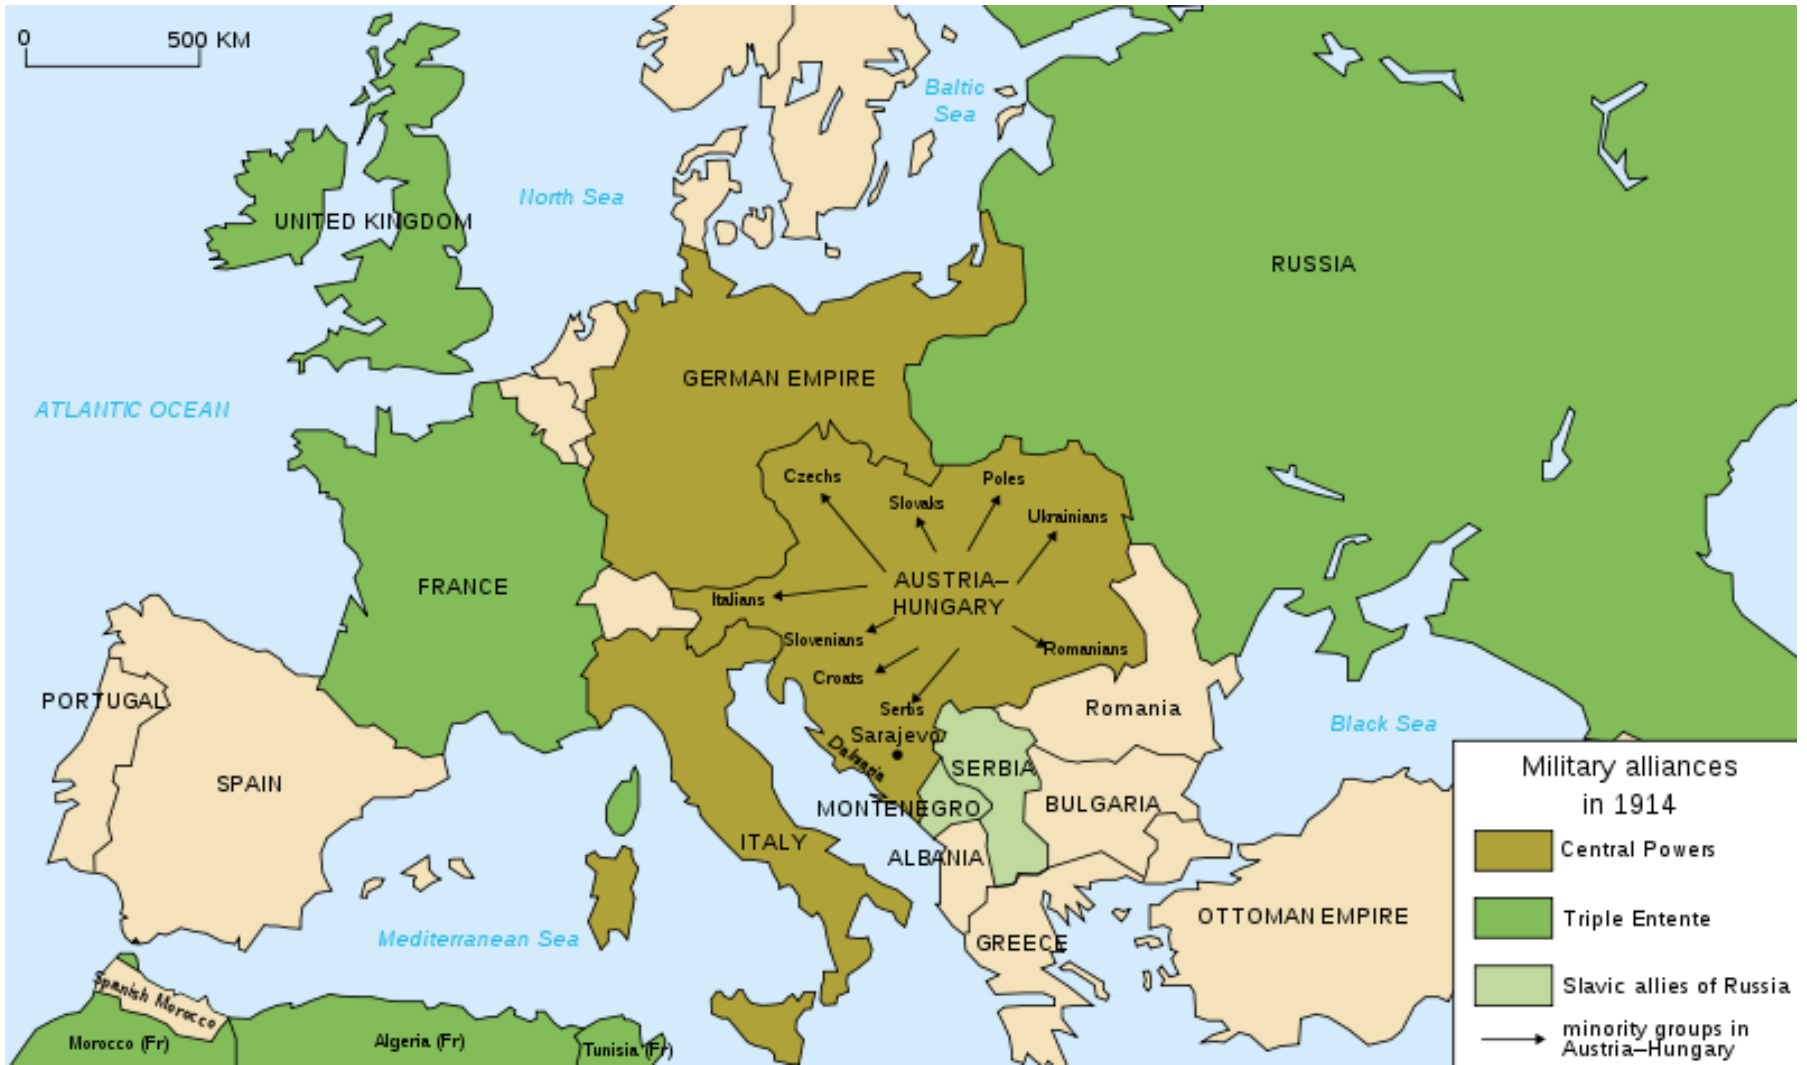 0
500 KM
Baltic
Sea
North Sea
UNITED KINGDOM
RUSSIA
GERMAN EMPIRE
ATLANTIC OCEAN
Czechs
Poles
Slovaks
Ukrainians
FRANCE
AUSTRIA–
HUNGARY
Italians
Slovenians
Romanians
Croats
PORTUGAL
Serbs
Romania
Sarajevo
Black Sea
Dalmatia
SERBIA
SPAIN
MONTENEGRO
BULGARIA
ITALY
ALBANIA
OTTOMAN EMPIRE
Mediterranean Sea
GREECE
Spanish Morocco
Morocco (Fr)
Algeria (Fr)
Tunisia (Fr)
Military alliances
in 1914
Central Powers
Triple Entente
Slavic allies of Russia
minority groups in
Austria–Hungary